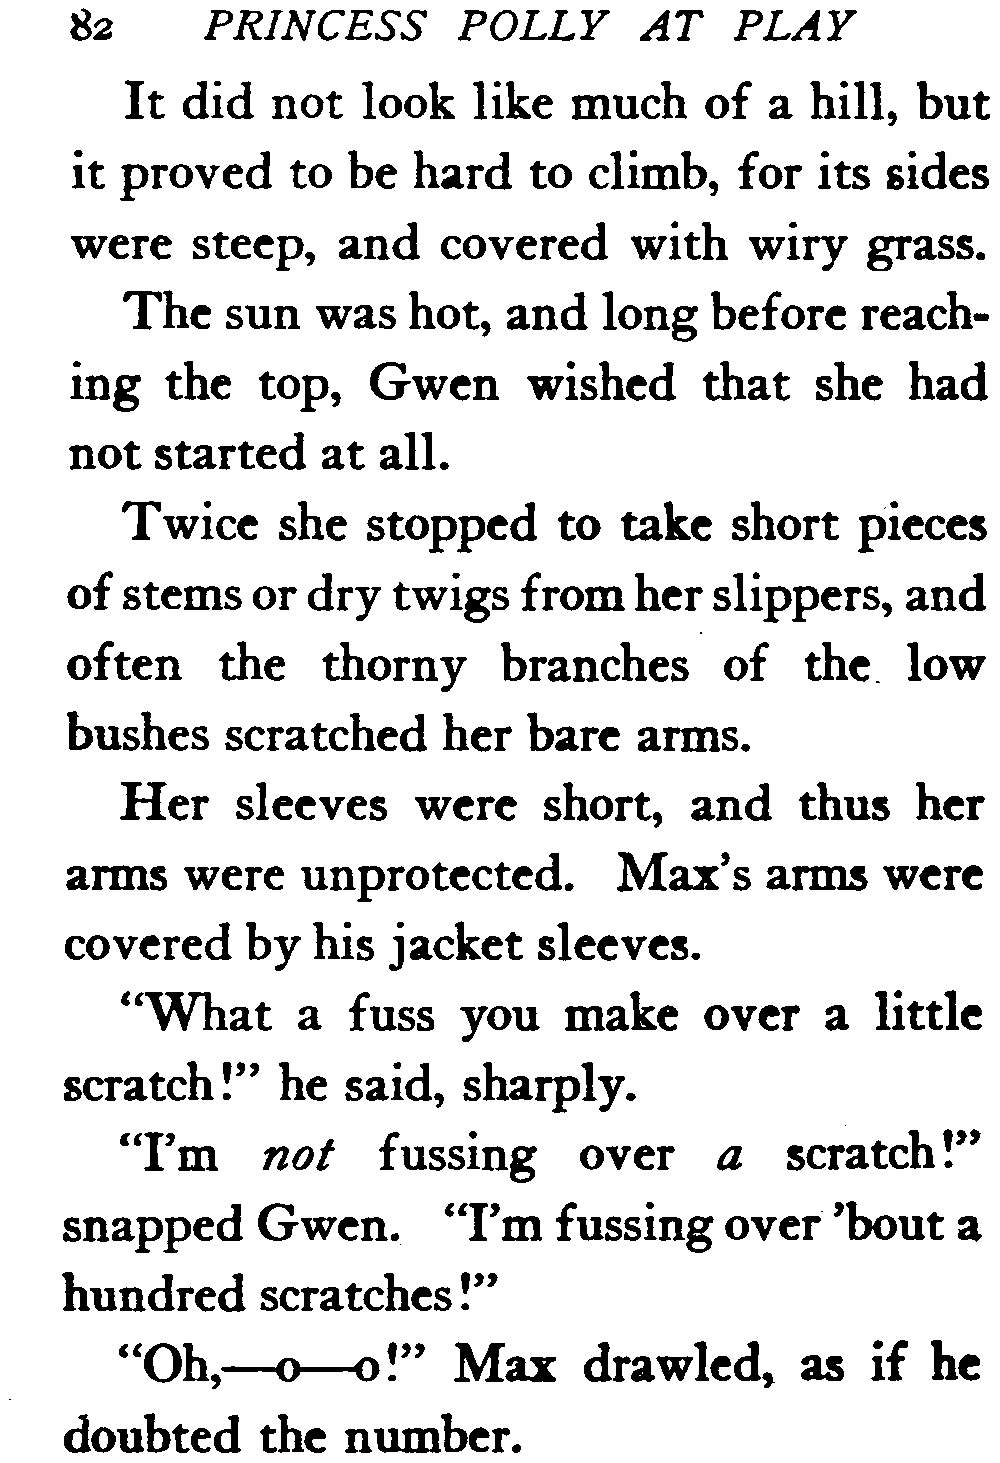 82 PRINCESS POLLY AT PLAY
It did not look like much of a hill, but
it proved to be hard to climb, for its sides
were steep, and covered with wiry grass.
The sun was hot, and long before reach-
ing the top, Gwen wished that she had
not started at all.
Twice she stopped to take short pieces
of stems or dry twigs from her slippers, and
often the thorny branches of the low
bushes scratched her bare arms.
Her sleeves were short, and thus her
arms were unprotected. Max's arms were
covered by his jacket sleeves.
"What a fuss you make over a little
scratch!" he said, sharply.
"I'm not fussing over a scratch!"
snapped Gwen. "I'm fussing over 'bout a
hundred scratches!"
"Oh,—o—o!" Max drawled, as if he
doubted the number.